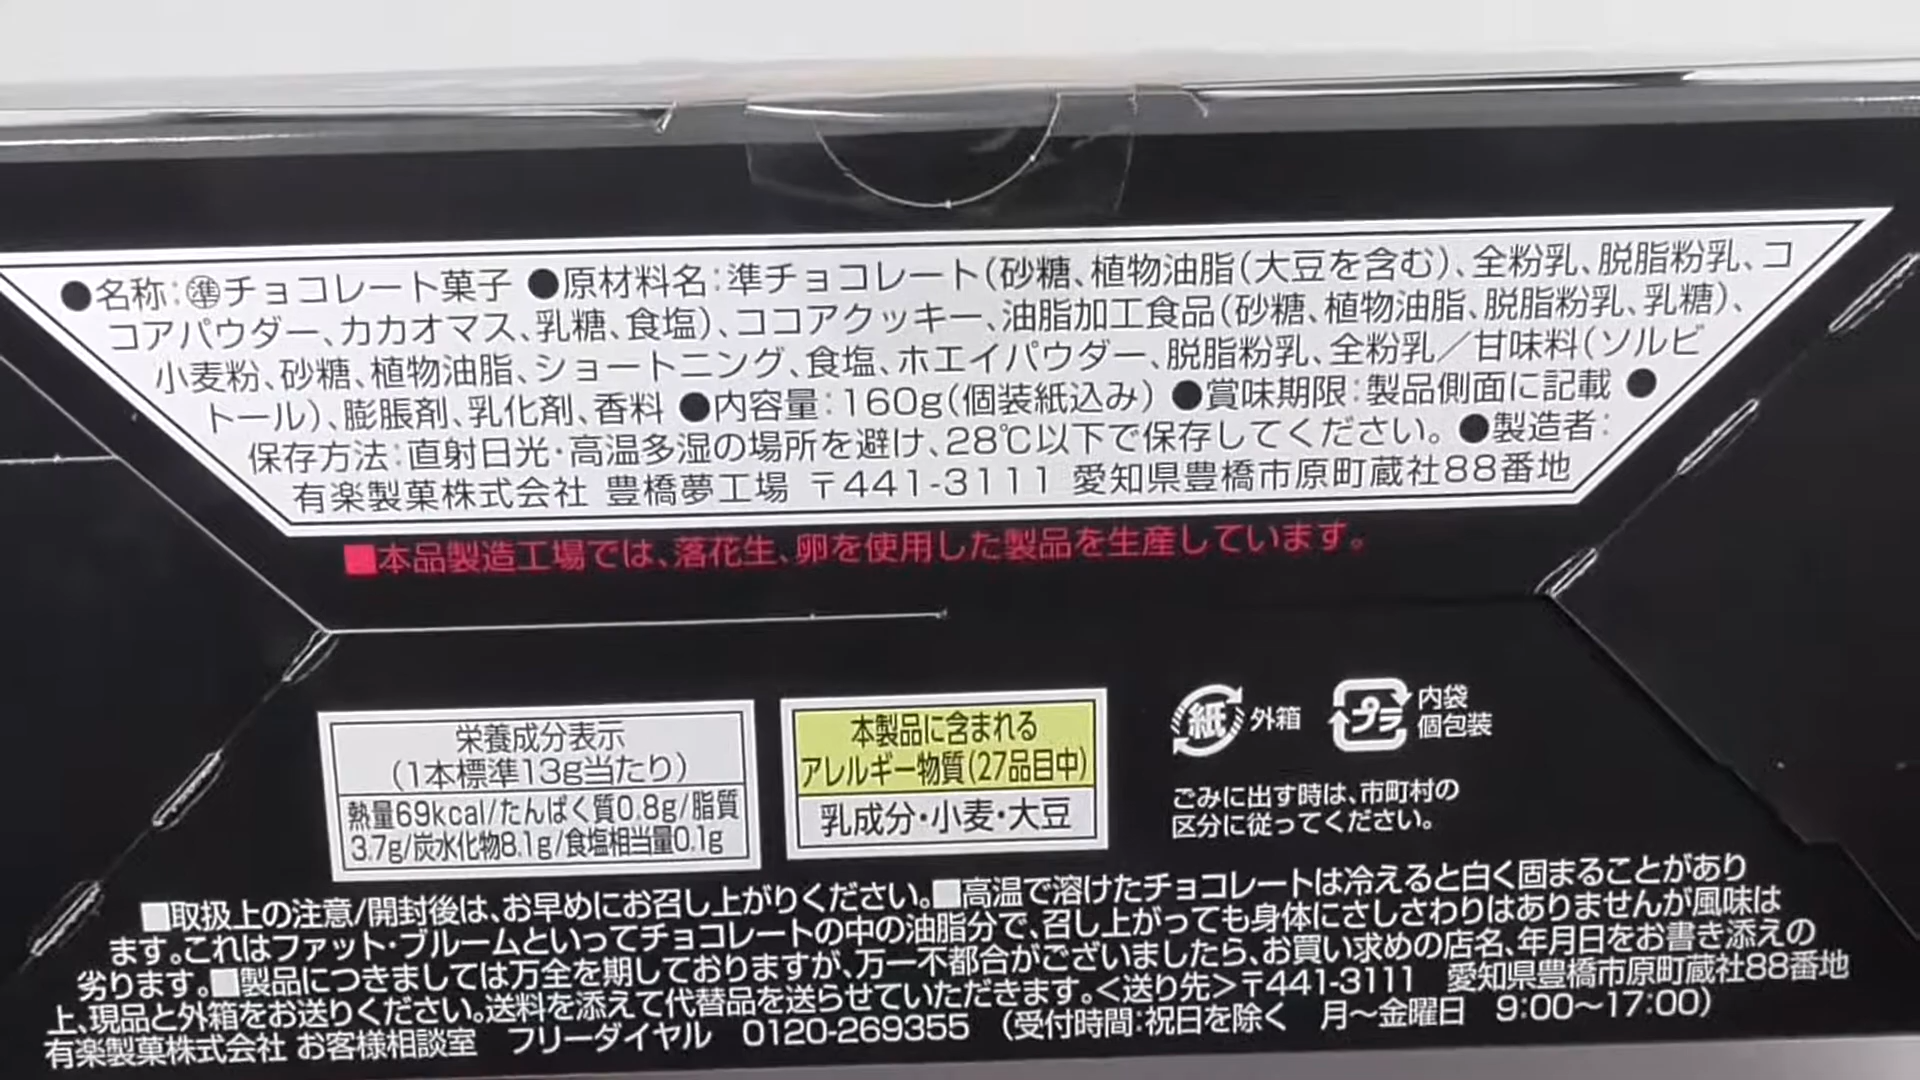 ●名称:㊜チョコレート菓子 ●原材料名:準チョコレート(砂糖、植物油脂(大豆を含む)、全粉乳、脱脂粉乳、コ
コアパウダー、カカオマス、乳糖、食塩)、ココアクッキー、油脂加工食品(砂糖、植物油脂、脱脂粉乳、乳糖)、
小麦粉、砂糖、植物油脂、ショートニング、食塩、ホエイパウダー、脱脂粉乳、全粉乳/甘味料(ソルビ
トール)、膨脹剤、乳化剤、香料 ●内容量:160g(個装紙込み) ●賞味期限:製品側面に記載 ●
保存方法:直射日光・高温多湿の場所を避け、28℃以下で保存してください。●製造者:
有楽製菓株式会社 豊橋夢工場 〒441-3111 愛知県豊橋市原町蔵社88番地
■本品製造工場では、落花生、卵を使用した製品を生産しています。
栄養成分表示
(1本標準13g当たり)
熱量69kcal/たんぱく質0.8g/脂質
3.7g/炭水化物8.1g/食塩相当量0.1g
本製品に含まれる
アレルギー物質(27品目中)
乳成分・小麦・大豆
紙 外箱
プラ 内袋
個包装
ごみに出す時は、市町村の
区分に従ってください。
■取扱上の注意/開封後は、お早めにお召し上がりください。■高温で溶けたチョコレートは冷えると白く固まることがあり
ます。これはファット・ブルームといってチョコレートの中の油脂分で、召し上がっても身体にさしさわりはありませんが風味は
劣ります。■製品につきましては万全を期しておりますが、万一不都合がございましたら、お買い求めの店名、年月日をお書き添えの
上、現品と外箱をお送りください。送料を添えて代替品を送らせていただきます。<送り先>〒441-3111 愛知県豊橋市原町蔵社88番地
有楽製菓株式会社 お客様相談室 フリーダイヤル 0120-269355 (受付時間:祝日を除く 月～金曜日 9:00～17:00)